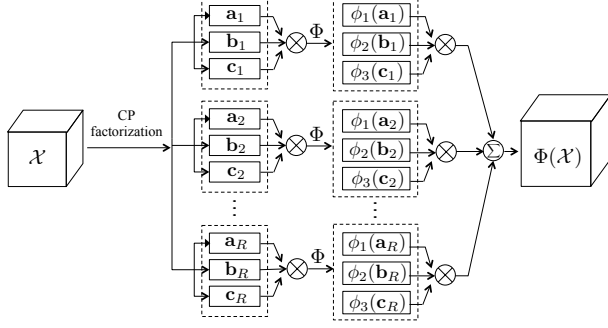 𝒳
CP
factorization
𝐚₁
𝐛₁
𝐜₁
⊗ Φ
ϕ₁(𝐚₁)
ϕ₂(𝐛₁)
ϕ₃(𝐜₁)
⊗
𝐚₂
𝐛₂
𝐜₂
⊗ Φ
ϕ₁(𝐚₂)
ϕ₂(𝐛₂)
ϕ₃(𝐜₂)
⊗
⋮ ⋮
𝐚_R
𝐛_R
𝐜_R
⊗ Φ
ϕ₁(𝐚_R)
ϕ₂(𝐛_R)
ϕ₃(𝐜_R)
⊗
Σ
Φ(𝒳)